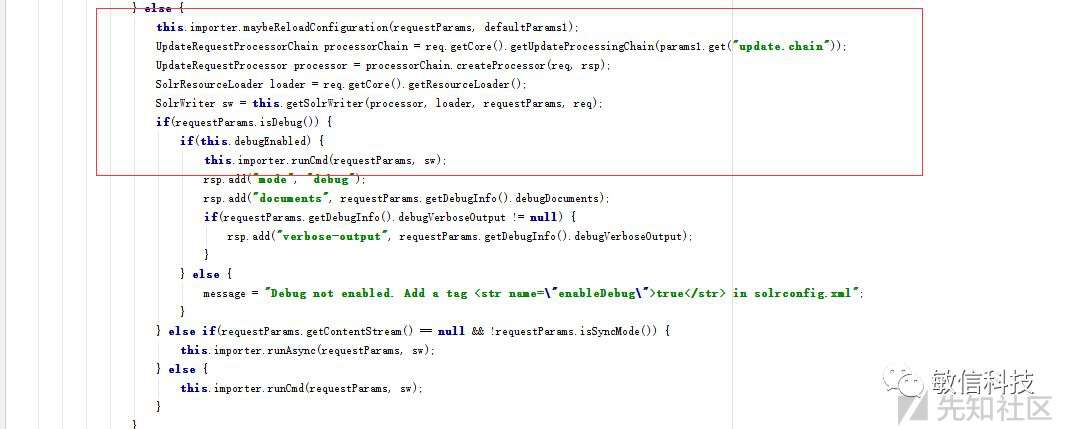 } else {
this.importer.maybeReloadConfiguration(requestParams, defaultParams1);
UpdateRequestProcessorChain processorChain = req.getCore().getUpdateProcessingChain(params1.get("update.chain"));
UpdateRequestProcessor processor = processorChain.createProcessor(req, rsp);
SolrResourceLoader loader = req.getCore().getResourceLoader();
SolrWriter sw = this.getSolrWriter(processor, loader, requestParams, req);
if(requestParams.isDebug()) {
if(this.debugEnabled) {
this.importer.runCmd(requestParams, sw);
rsp.add("mode", "debug");
rsp.add("documents", requestParams.getDebugInfo().debugDocuments);
if(requestParams.getDebugInfo().debugVerboseOutput != null) {
rsp.add("verbose-output", requestParams.getDebugInfo().debugVerboseOutput);
}
} else {
message = "Debug not enabled. Add a tag <str name=\"enableDebug\">true</str> in solrconfig.xml";
}
} else if(requestParams.getContentStream() == null && !requestParams.isSyncMode()) {
this.importer.runAsync(requestParams, sw);
} else {
this.importer.runCmd(requestParams, sw);
}
}
敏信科技
先知社区